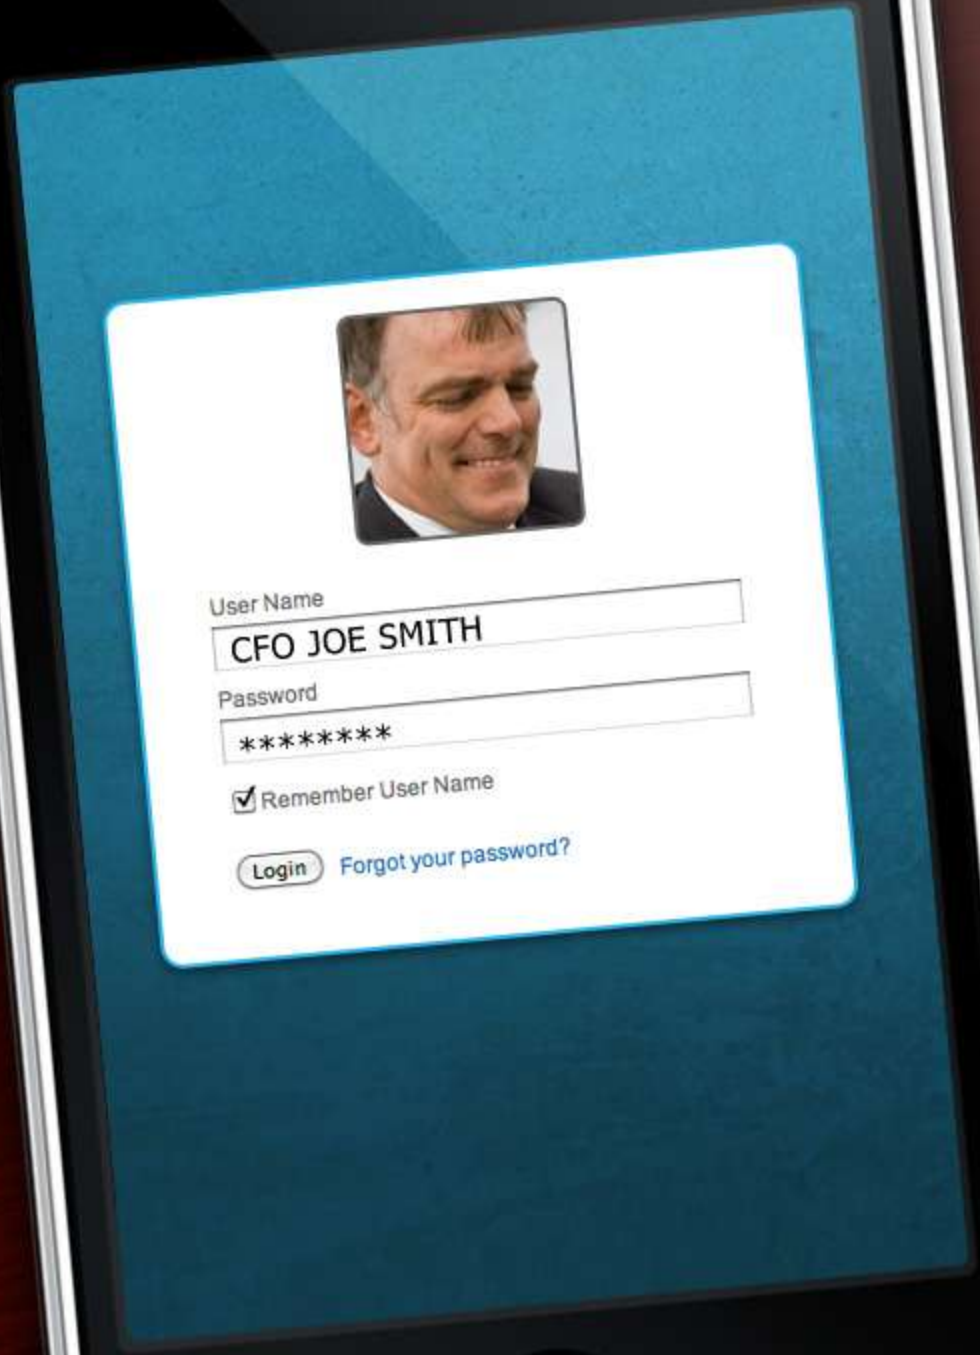 User Name
CFO JOE SMITH
Password
********
Remember User Name
Login Forgot your password?